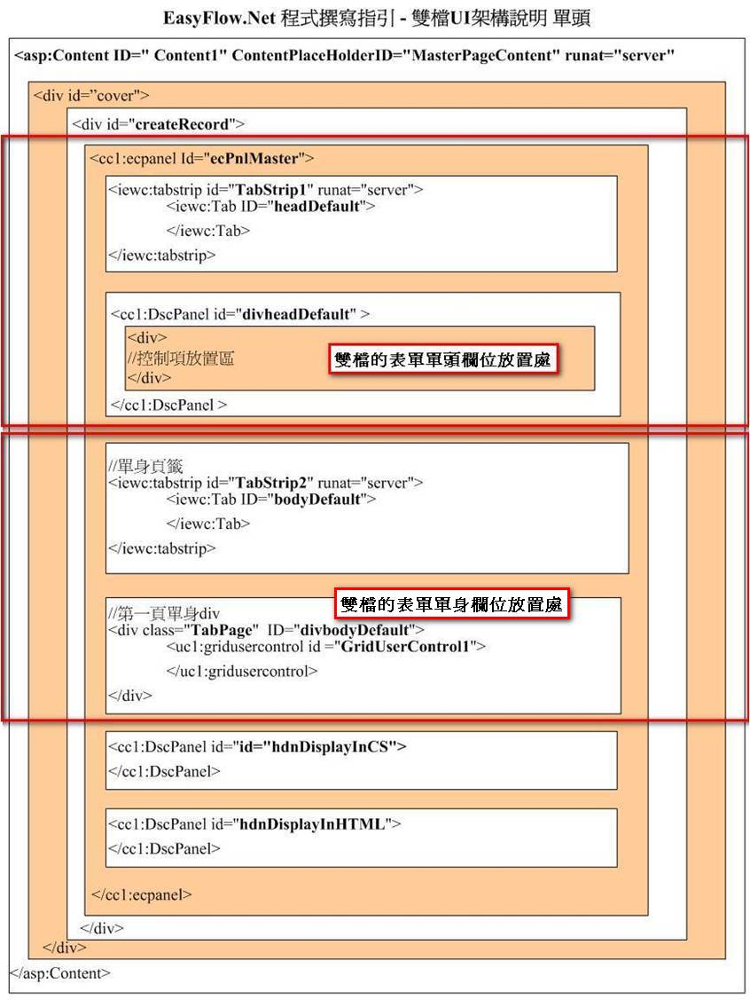 EasyFlow.Net 程式撰寫指引 - 雙檔UI架構說明 單頭
<asp:Content ID=" Content1" ContentPlaceHolderID="MasterPageContent" runat="server"
<div id=”cover">
<div id="createRecord">
<cc1:ecpanel Id="ecPnlMaster">
<iewc:tabstrip id="TabStrip1" runat="server">
<iewc:Tab ID="headDefault">
</iewc:Tab>
</iewc:tabstrip>
<cc1:DscPanel id="divheadDefault" >
<div>
//控制項放置區
雙檔的表單單頭欄位放置處
</div>
</cc1:DscPanel >
//單身頁籤
<iewc:tabstrip id="TabStrip2" runat="server">
<iewc:Tab ID="bodyDefault">
</iewc:Tab>
</iewc:tabstrip>
雙檔的表單單身欄位放置處
//第一頁單身div
<div class="TabPage" ID="divbodyDefault">
<uc1:gridusercontrol id ="GridUserControl1">
</uc1:gridusercontrol>
</div>
<cc1:DscPanel id="id="hdnDisplayInCS">
</cc1:DscPanel>
<cc1:DscPanel id="hdnDisplayInHTML">
</cc1:DscPanel>
</cc1:ecpanel>
</div>
</div>
</asp:Content>